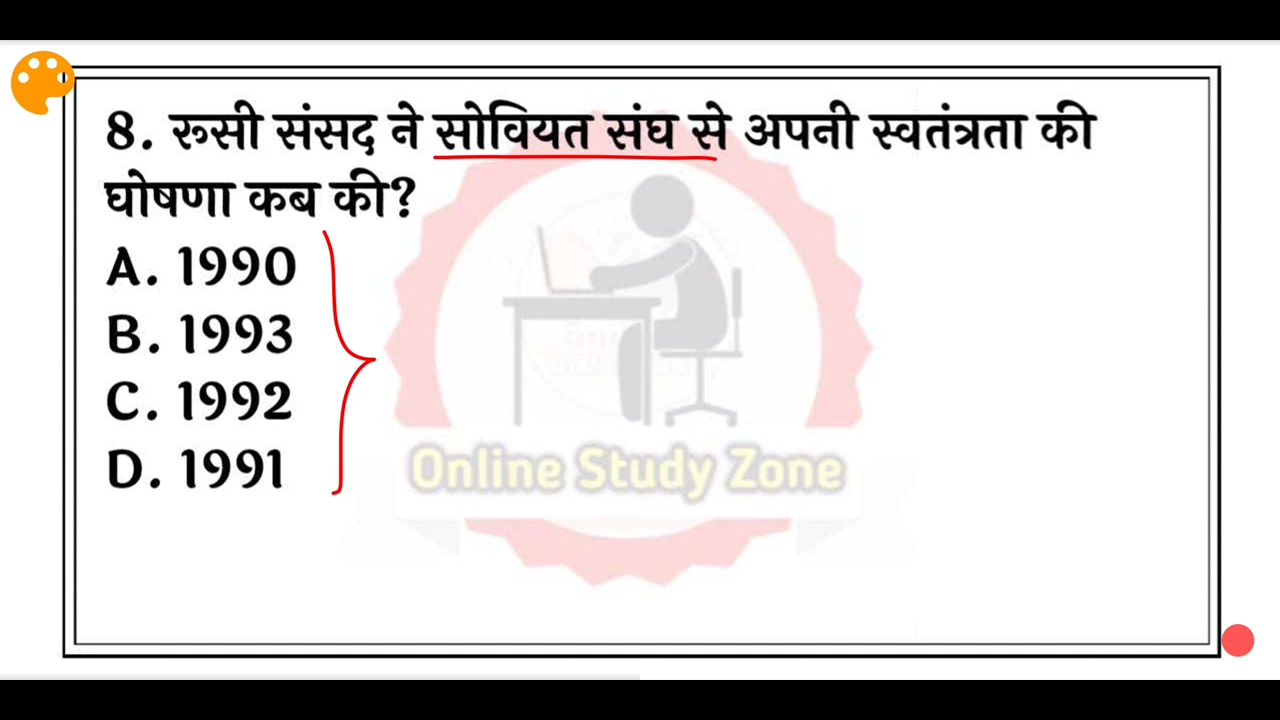 8. रूसी संसद ने सोवियत संघ से अपनी स्वतंत्रता की
घोषणा कब की?
A. 1990
B. 1993
C. 1992
D. 1991
Online Study Zone